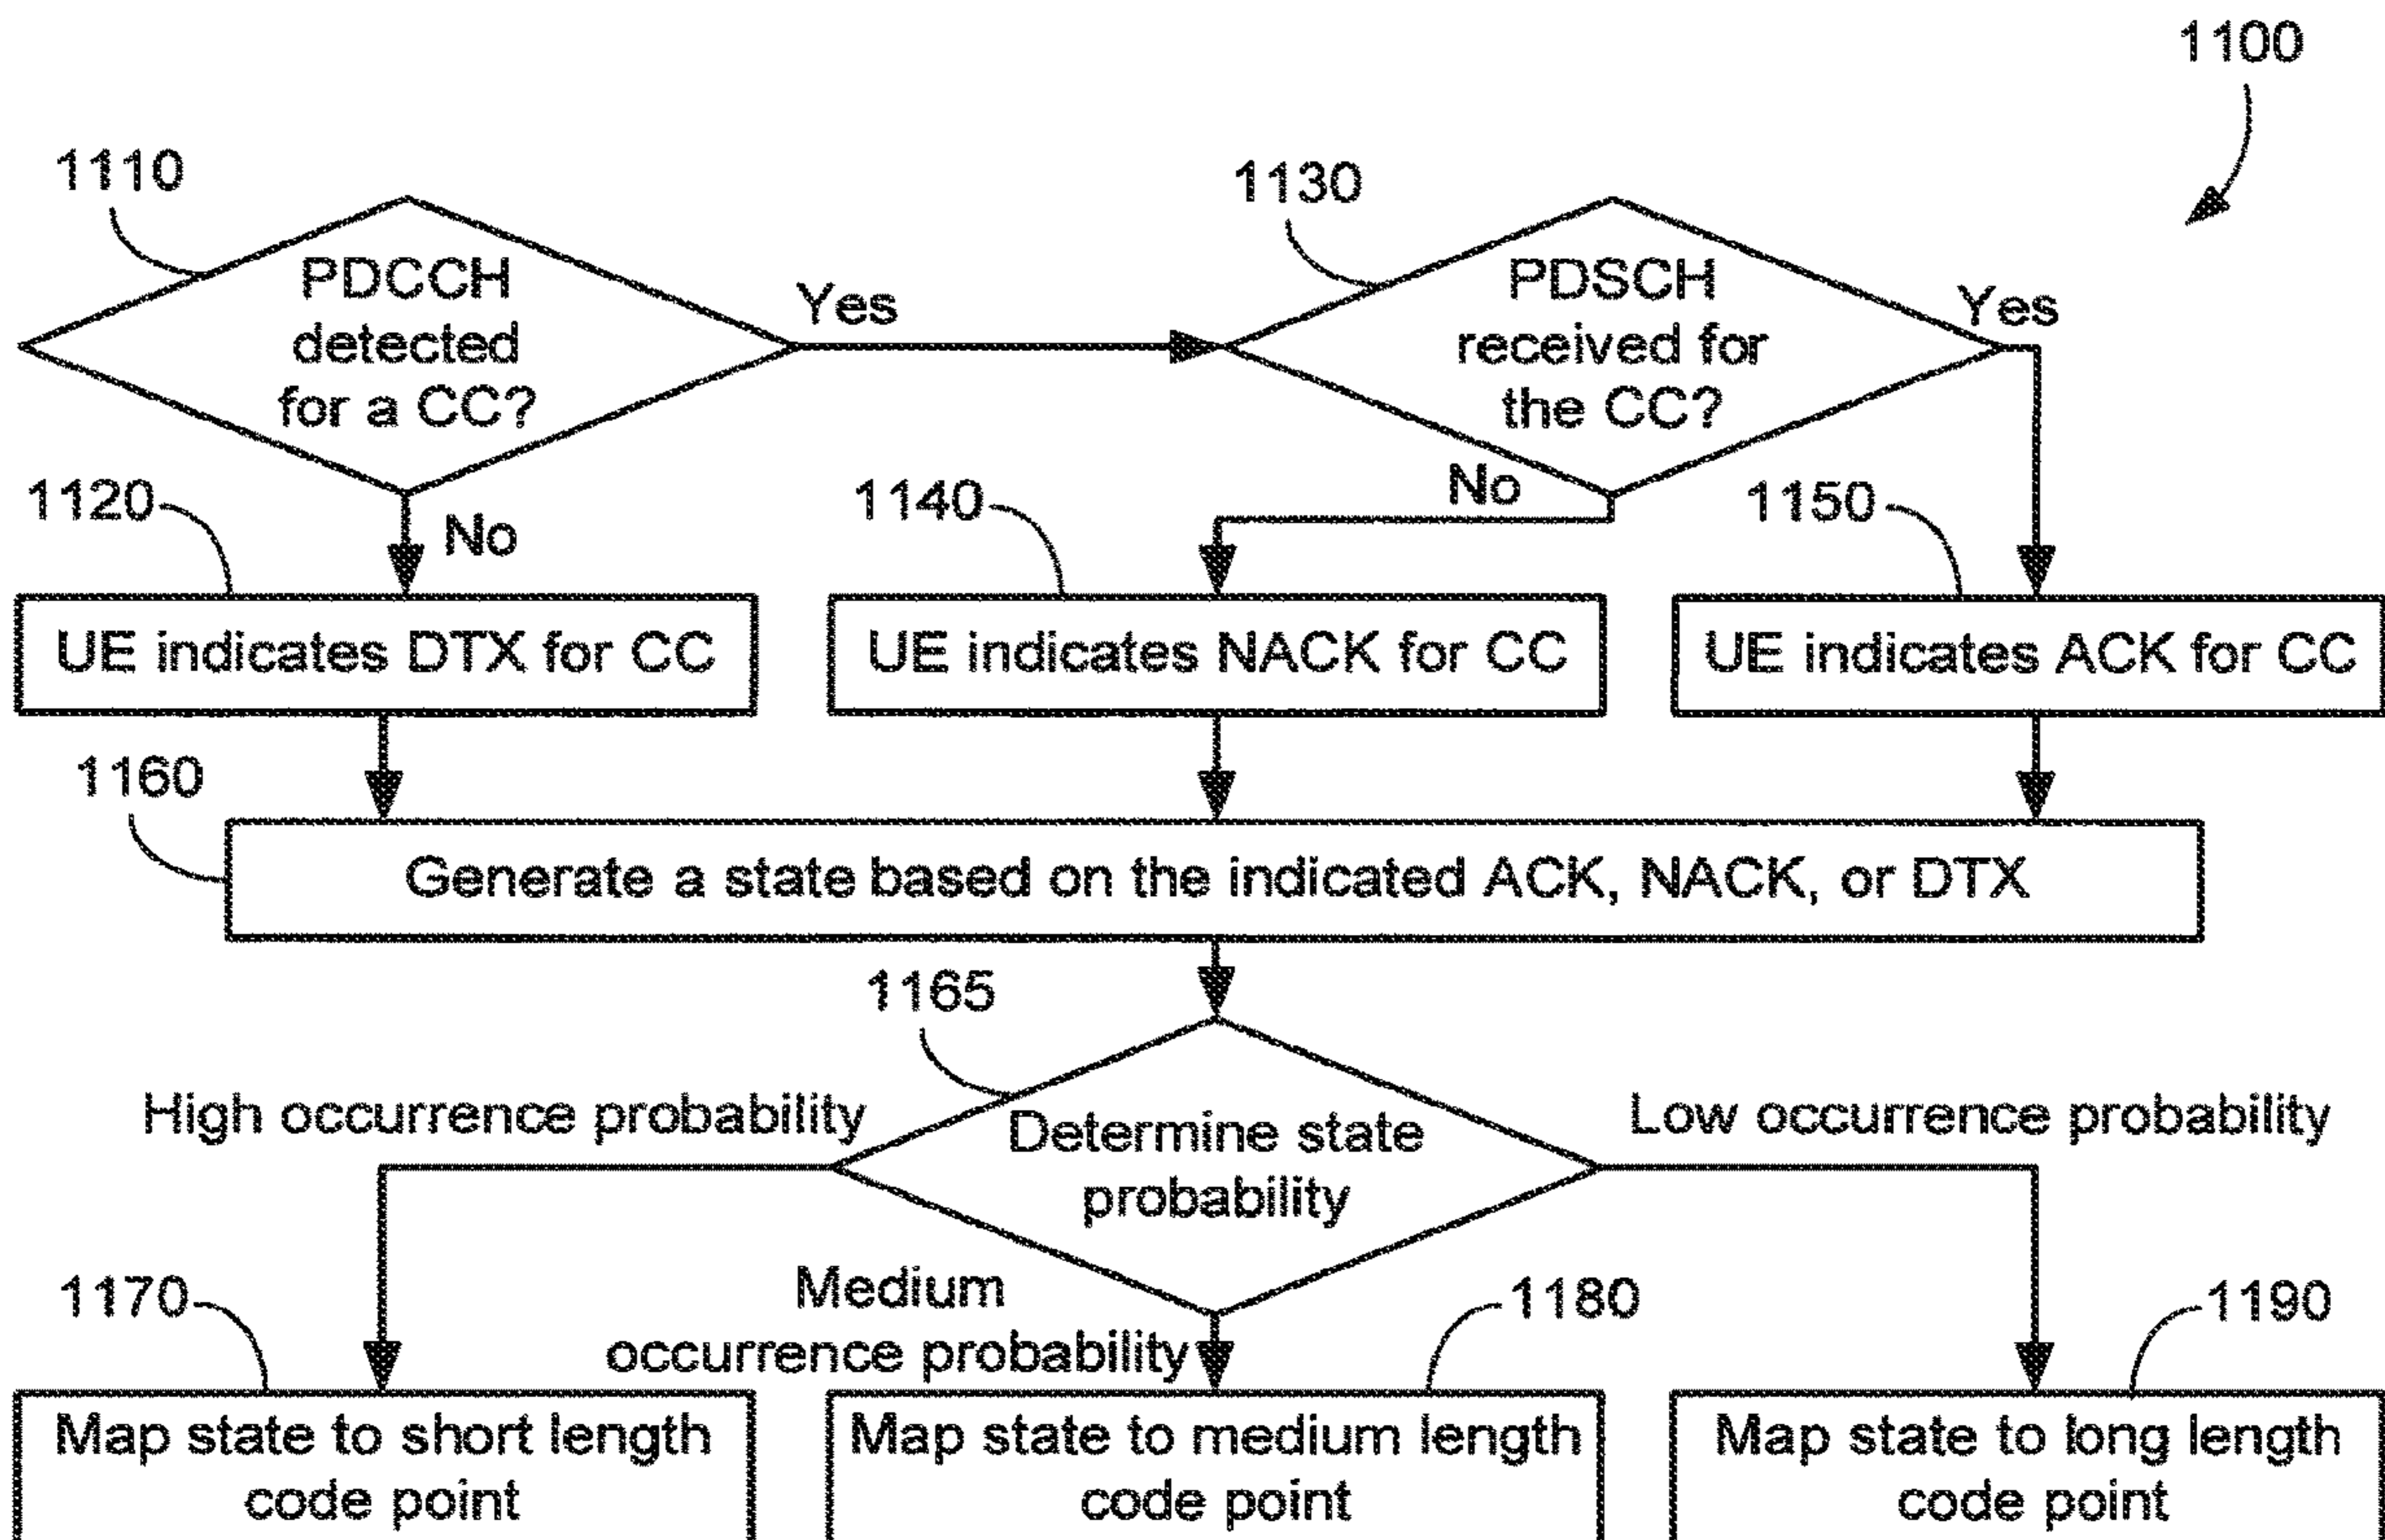 1100
1110
1130
PDCCH
detected
for a CC?
Yes
PDSCH
received for
the CC?
Yes
1120
No
1140
No
1150
UE indicates DTX for CC
UE indicates NACK for CC
UE indicates ACK for CC
1160
Generate a state based on the indicated ACK, NACK, or DTX
1165
High occurrence probability
Determine state
probability
Low occurrence probability
1170
Medium
occurrence probability
1180
1190
Map state to short length
code point
Map state to medium length
code point
Map state to long length
code point